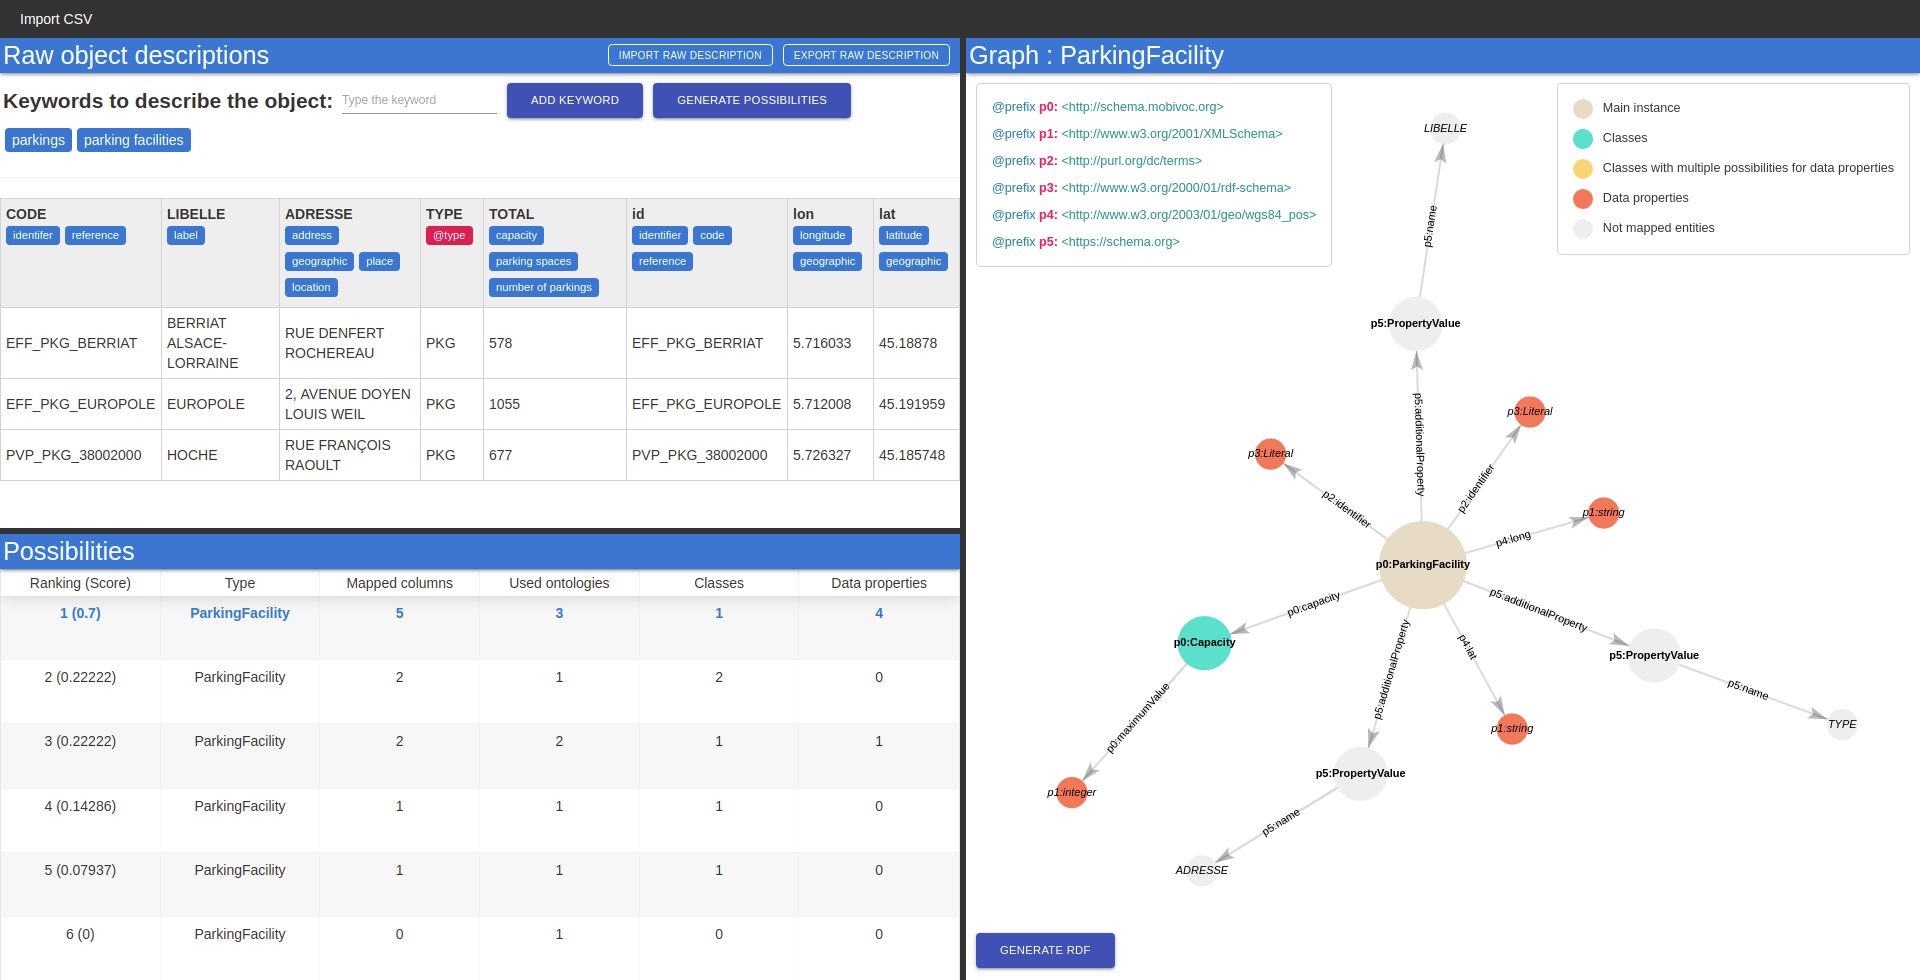 Import CSV
Raw object descriptions
IMPORT RAW DESCRIPTION
EXPORT RAW DESCRIPTION
Keywords to describe the object:
Type the keyword
ADD KEYWORD
GENERATE POSSIBILITIES
parkings
parking facilities
CODE LIBELLE ADRESSE TYPE TOTAL id lon lat
identifer reference label address @type capacity identifier code longitude latitude
geographic place parking spaces reference geographic geographic
location number of parkings
EFF_PKG_BERRIAT BERRIAT ALSACE-LORRAINE RUE DENFERT ROCHEREAU PKG 578 EFF_PKG_BERRIAT 5.716033 45.18878
EFF_PKG_EUROPOLE EUROPOLE 2, AVENUE DOYEN LOUIS WEIL PKG 1055 EFF_PKG_EUROPOLE 5.712008 45.191959
PVP_PKG_38002000 HOCHE RUE FRANÇOIS RAOULT PKG 677 PVP_PKG_38002000 5.726327 45.185748
Possibilities
Ranking (Score) Type Mapped columns Used ontologies Classes Data properties
1 (0.7) ParkingFacility 5 3 1 4
2 (0.22222) ParkingFacility 2 1 2 0
3 (0.22222) ParkingFacility 2 2 1 1
4 (0.14286) ParkingFacility 1 1 1 0
5 (0.07937) ParkingFacility 1 1 1 0
6 (0) ParkingFacility 0 1 0 0
Graph : ParkingFacility
@prefix p0: <http://schema.mobivoc.org>
@prefix p1: <http://www.w3.org/2001/XMLSchema>
@prefix p2: <http://purl.org/dc/terms>
@prefix p3: <http://www.w3.org/2000/01/rdf-schema>
@prefix p4: <http://www.w3.org/2003/01/geo/wgs84_pos>
@prefix p5: <https://schema.org>
Main instance
Classes
Classes with multiple possibilities for data properties
Data properties
Not mapped entities
LIBELLE
p5:name
p5:PropertyValue
p5:additionalProperty
p3:Literal
p2:identifier
p3:Literal
p2:identifier
p1:string
p4:long
p0:ParkingFacility
p0:capacity
p0:Capacity
p0:maximumValue
p1:integer
p5:additionalProperty
p5:PropertyValue
p5:name
ADRESSE
p4:lat
p1:string
p5:additionalProperty
p5:PropertyValue
p5:name
TYPE
GENERATE RDF